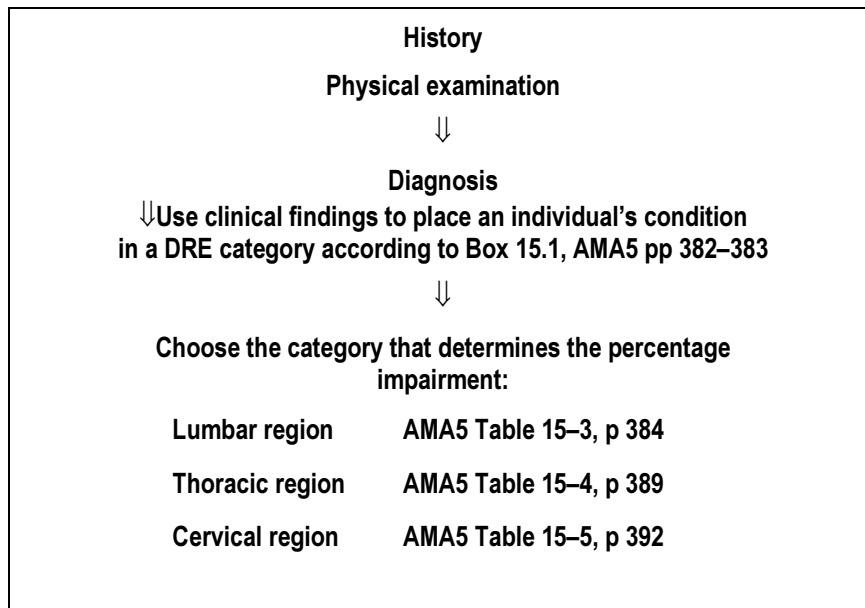 History
Physical examination
⇓
Diagnosis
⇓Use clinical findings to place an individual’s condition
in a DRE category according to Box 15.1, AMA5 pp 382–383
⇓
Choose the category that determines the percentage
impairment:
Lumbar region AMA5 Table 15–3, p 384
Thoracic region AMA5 Table 15–4, p 389
Cervical region AMA5 Table 15–5, p 392